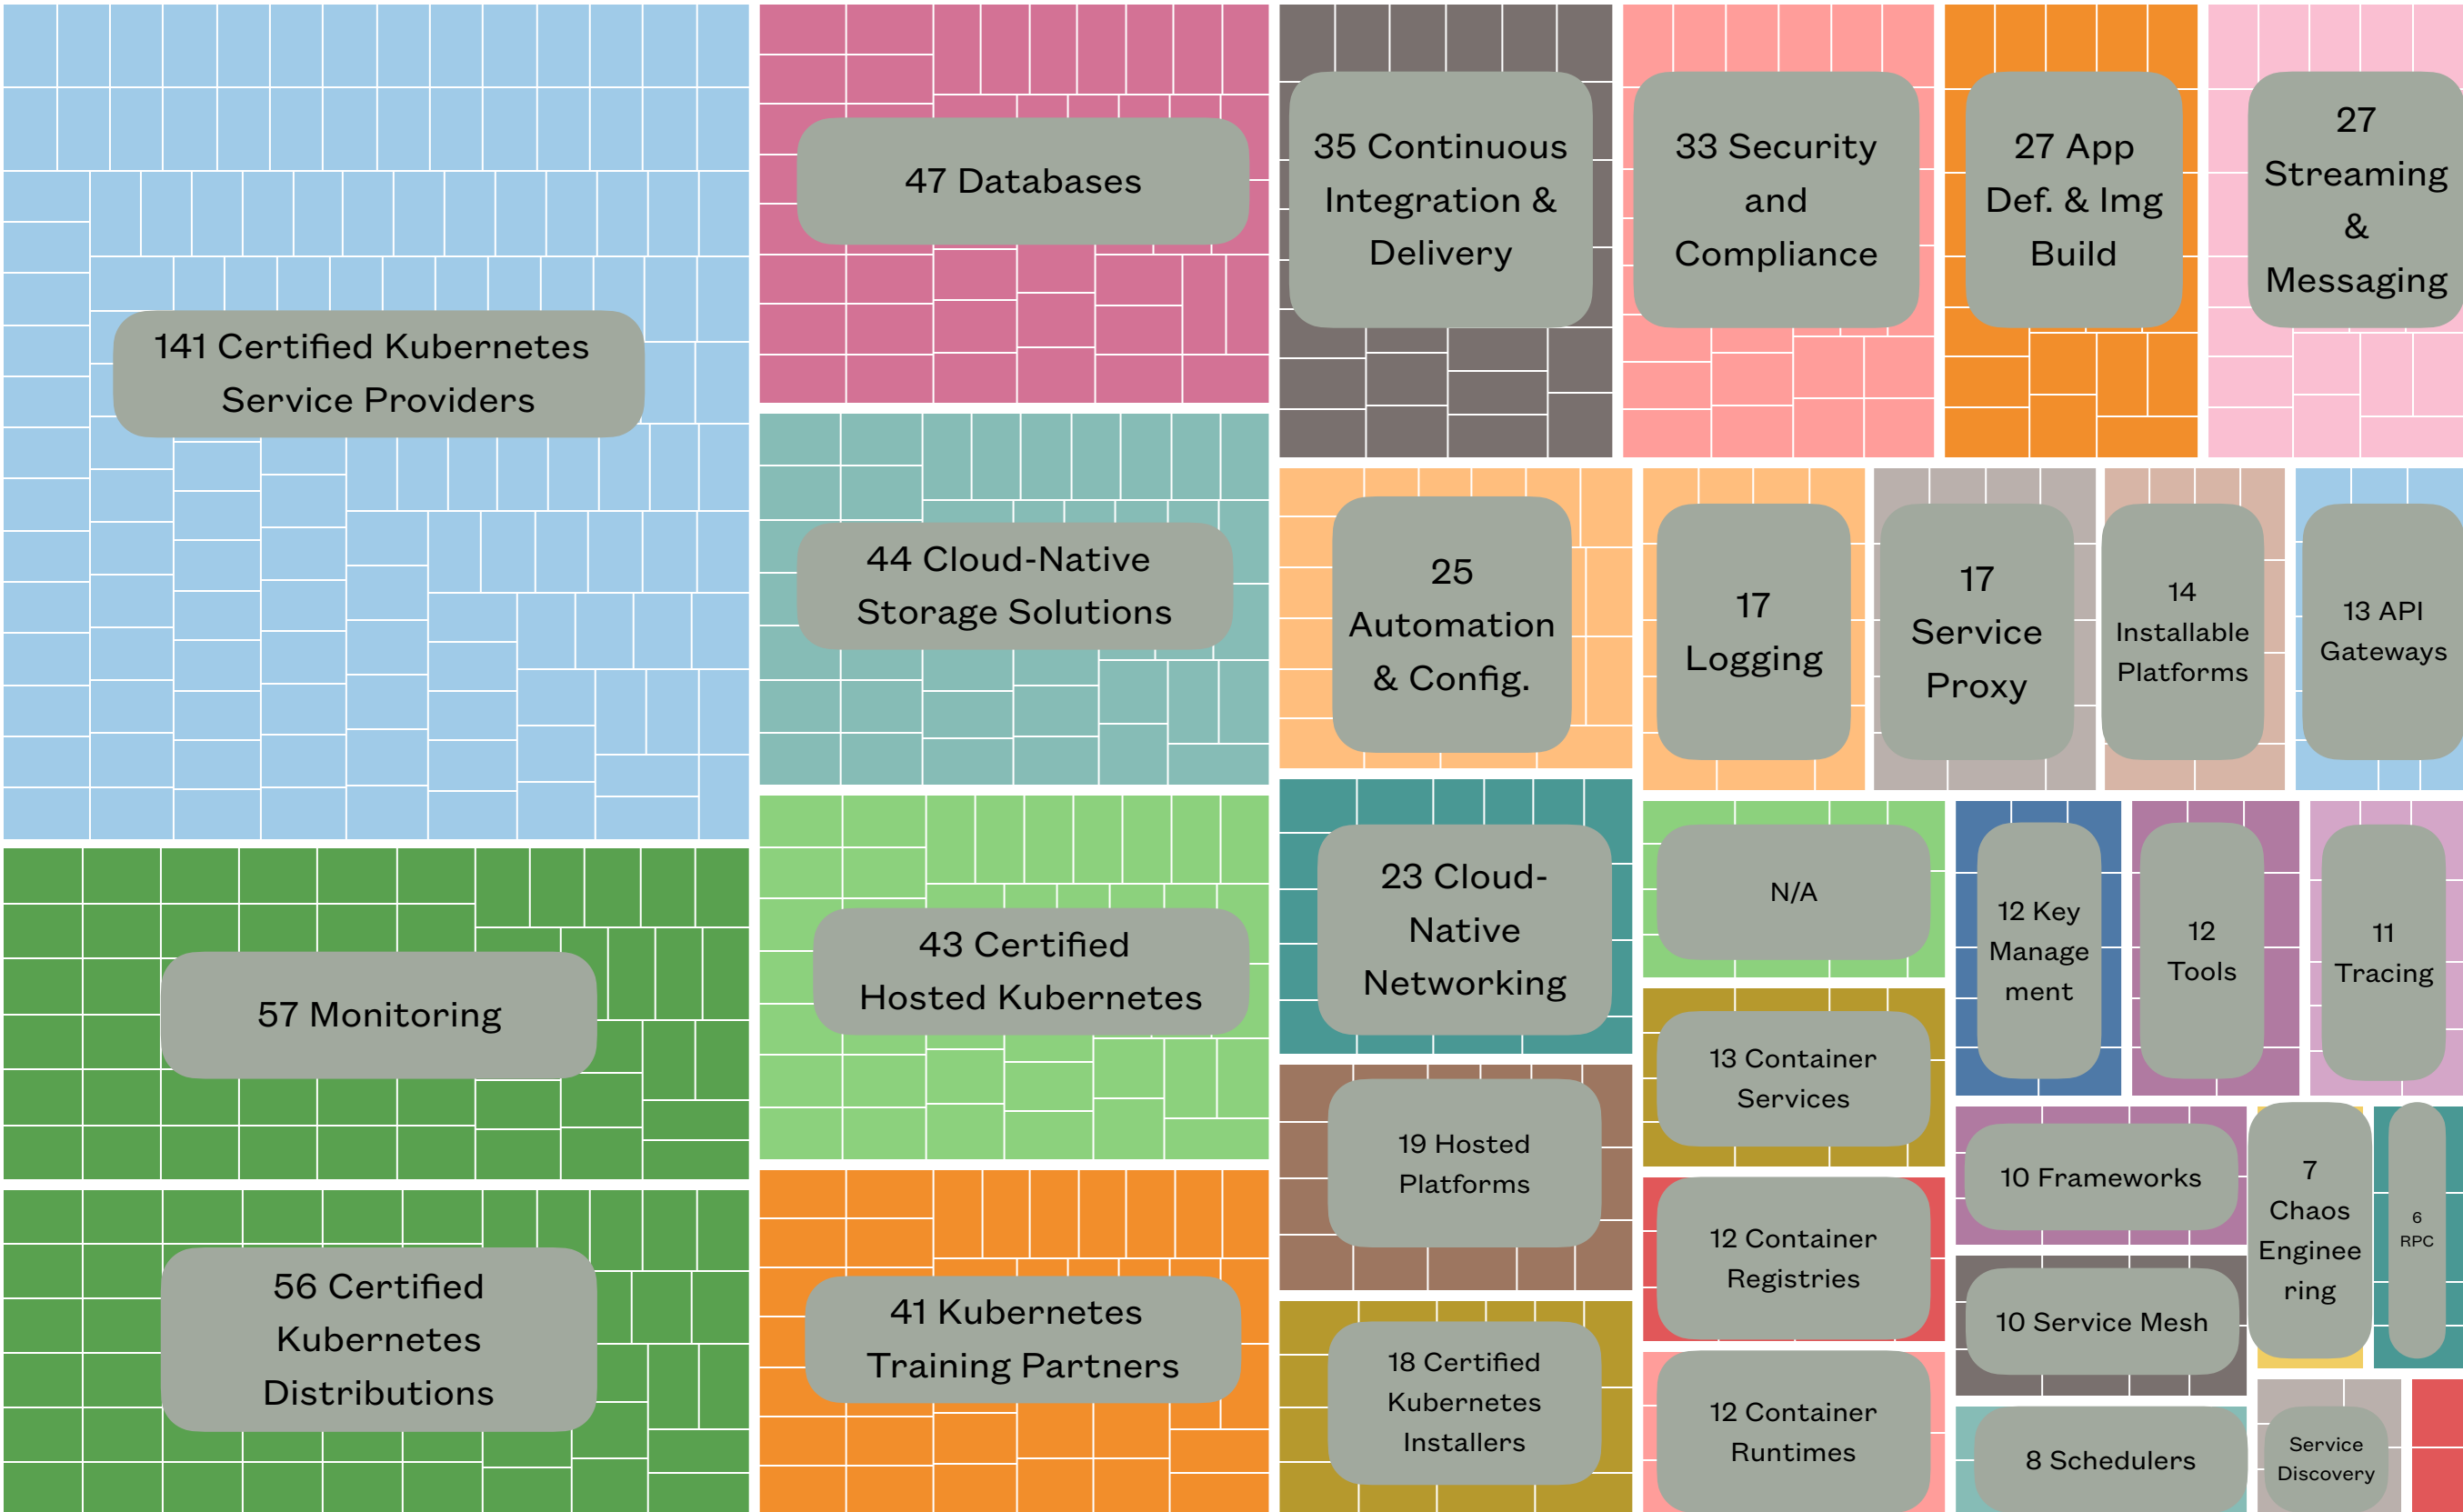 141 Certified Kubernetes
Service Providers
57 Monitoring
56 Certified
Kubernetes
Distributions
47 Databases
44 Cloud-Native
Storage Solutions
43 Certified
Hosted Kubernetes
41 Kubernetes
Training Partners
35 Continuous
Integration &
Delivery
33 Security
and
Compliance
27 App
Def. & Img
Build
27
Streaming
&
Messaging
25
Automation
& Config.
17
Logging
17
Service
Proxy
14
Installable
Platforms
13 API
Gateways
23 Cloud-
Native
Networking
N/A
12 Key
Manage
ment
12
Tools
11
Tracing
19 Hosted
Platforms
13 Container
Services
12 Container
Registries
10 Frameworks
7
Chaos
Enginee
ring
6
RPC
18 Certified
Kubernetes
Installers
12 Container
Runtimes
10 Service Mesh
8 Schedulers
Service
Discovery